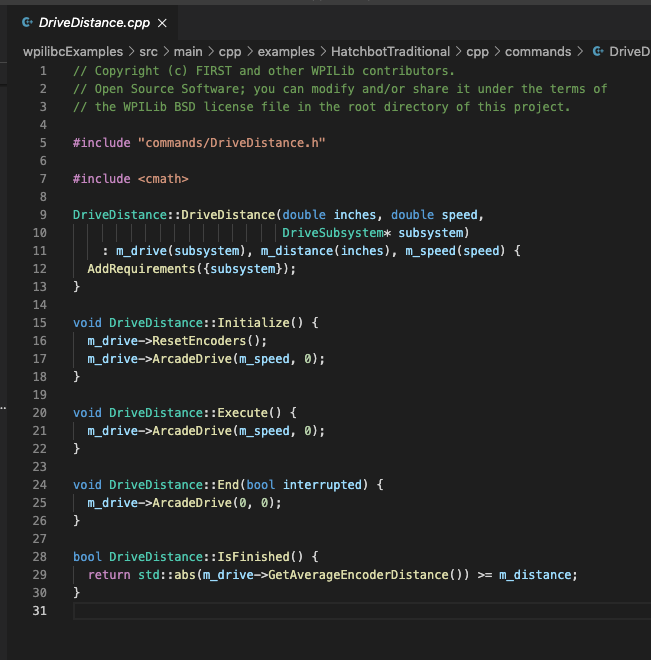 DriveDistance.cpp ×
wpilibcExamples > src > main > cpp > examples > HatchbotTraditional > cpp > commands > DriveD
1 // Copyright (c) FIRST and other WPILib contributors.
2 // Open Source Software; you can modify and/or share it under the terms of
3 // the WPILib BSD license file in the root directory of this project.
4
5 #include "commands/DriveDistance.h"
6
7 #include <cmath>
8
9 DriveDistance::DriveDistance(double inches, double speed,
10                              DriveSubsystem* subsystem)
11     : m_drive(subsystem), m_distance(inches), m_speed(speed) {
12   AddRequirements({subsystem});
13 }
14
15 void DriveDistance::Initialize() {
16   m_drive->ResetEncoders();
17   m_drive->ArcadeDrive(m_speed, 0);
18 }
19
20 void DriveDistance::Execute() {
21   m_drive->ArcadeDrive(m_speed, 0);
22 }
23
24 void DriveDistance::End(bool interrupted) {
25   m_drive->ArcadeDrive(0, 0);
26 }
27
28 bool DriveDistance::IsFinished() {
29   return std::abs(m_drive->GetAverageEncoderDistance()) >= m_distance;
30 }
31